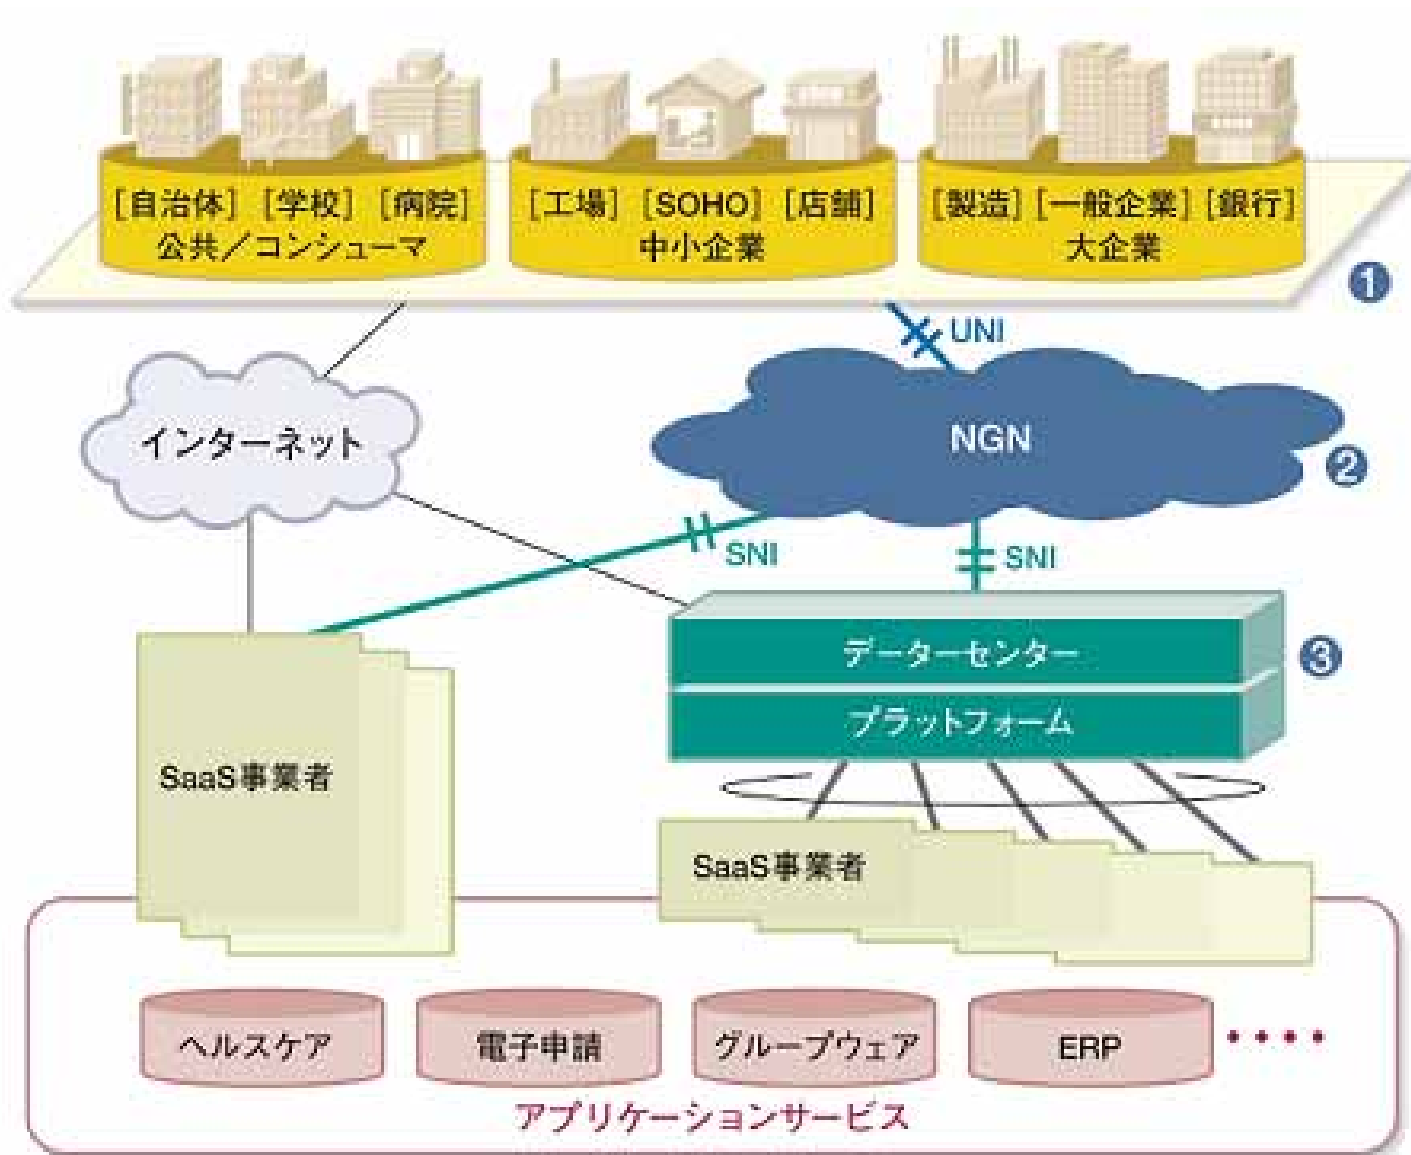 [自治体] [学校] [病院]
公共／コンシューマ
[工場] [SOHO] [店舗]
中小企業
[製造] [一般企業] [銀行]
大企業
1
UNI
インターネット
NGN
2
SNI
SNI
データーセンター
3
プラットフォーム
SaaS事業者
SaaS事業者
ヘルスケア
電子申請
グループウェア
ERP
・・・・
アプリケーションサービス